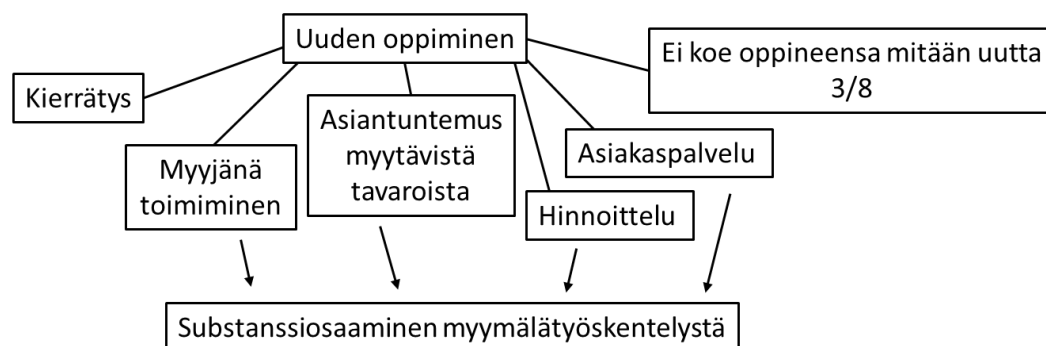 Uuden oppiminen
Ei koe oppineensa mitään uutta
3/8
Kierrätys
Myyjänä
toimiminen
Asiantuntemus
myytävistä
tavaroista
Hinnoittelu
Asiakaspalvelu
Substanssiosaaminen myymälätyöskentelystä